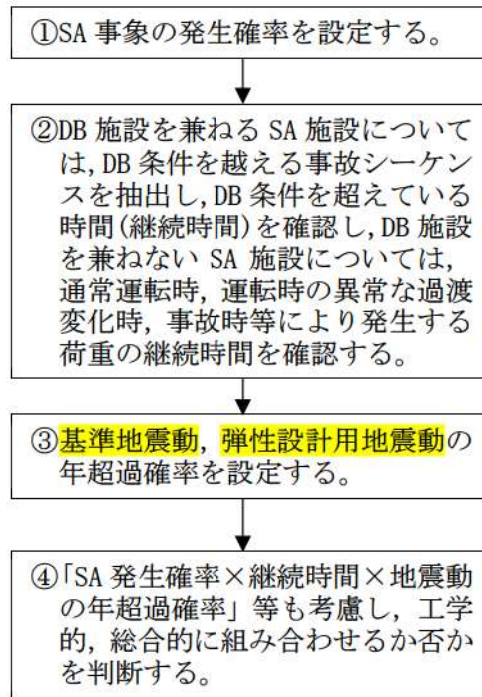 ①SA 事象の発生確率を設定する。
②DB 施設を兼ねる SA 施設について
は,DB 条件を越える事故シーケン
スを抽出し,DB 条件を超えている
時間(継続時間)を確認し,DB 施設
を兼ねない SA 施設については,
通常運転時, 運転時の異常な過渡
変化時, 事故時等により発生する
荷重の継続時間を確認する。
③基準地震動, 弾性設計用地震動の
年超過確率を設定する。
④「SA 発生確率×継続時間×地震動
の年超過確率」等も考慮し, 工学
的, 総合的に組み合わせるか否か
を判断する。